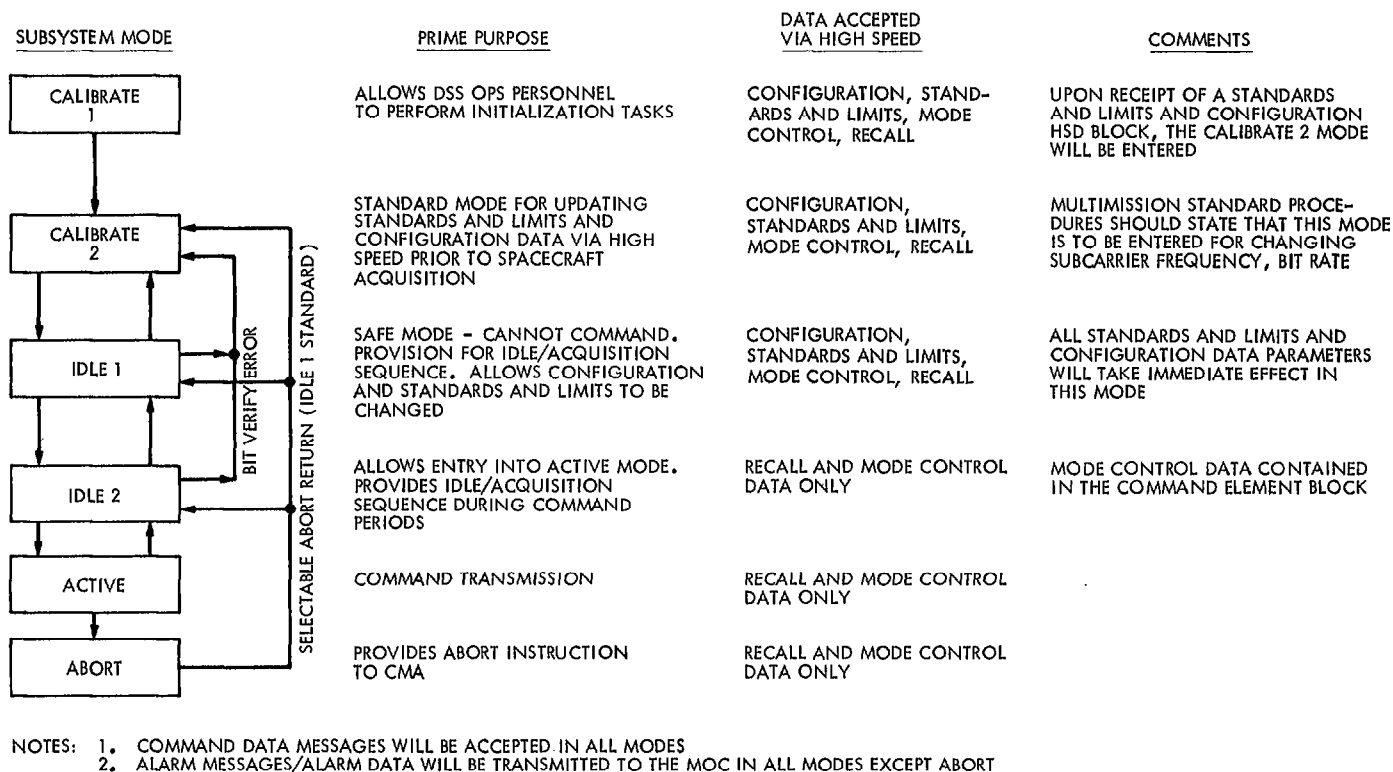 SUBSYSTEM MODE
PRIME PURPOSE
DATA ACCEPTED
VIA HIGH SPEED
COMMENTS
CALIBRATE
1
ALLOWS DSS OPS PERSONNEL
TO PERFORM INITIALIZATION TASKS
CONFIGURATION, STAND-
ARDS AND LIMITS, MODE
CONTROL, RECALL
UPON RECEIPT OF A STANDARDS
AND LIMITS AND CONFIGURATION
HSD BLOCK, THE CALIBRATE 2 MODE
WILL BE ENTERED
CALIBRATE
2
STANDARD MODE FOR UPDATING
STANDARDS AND LIMITS AND
CONFIGURATION DATA VIA HIGH
SPEED PRIOR TO SPACECRAFT
ACQUISITION
CONFIGURATION,
STANDARDS AND LIMITS,
MODE CONTROL, RECALL
MULTIMISSION STANDARD PROCE-
DURES SHOULD STATE THAT THIS MODE
IS TO BE ENTERED FOR CHANGING
SUBCARRIER FREQUENCY, BIT RATE
IDLE 1
SAFE MODE - CANNOT COMMAND.
PROVISION FOR IDLE/ACQUISITION
SEQUENCE. ALLOWS CONFIGURATION
AND STANDARDS AND LIMITS TO BE
CHANGED
CONFIGURATION,
STANDARDS AND LIMITS,
MODE CONTROL, RECALL
ALL STANDARDS AND LIMITS AND
CONFIGURATION DATA PARAMETERS
WILL TAKE IMMEDIATE EFFECT IN
THIS MODE
IDLE 2
ALLOWS ENTRY INTO ACTIVE MODE.
PROVIDES IDLE/ACQUISITION
SEQUENCE DURING COMMAND
PERIODS
RECALL AND MODE CONTROL
DATA ONLY
MODE CONTROL DATA CONTAINED
IN THE COMMAND ELEMENT BLOCK
ACTIVE
COMMAND TRANSMISSION
RECALL AND MODE CONTROL
DATA ONLY
ABORT
PROVIDES ABORT INSTRUCTION
TO CMA
RECALL AND MODE CONTROL
DATA ONLY
BIT VERIFY ERROR
SELECTABLE ABORT RETURN (IDLE 1 STANDARD)
NOTES: 1. COMMAND DATA MESSAGES WILL BE ACCEPTED IN ALL MODES
2. ALARM MESSAGES/ALARM DATA WILL BE TRANSMITTED TO THE MOC IN ALL MODES EXCEPT ABORT